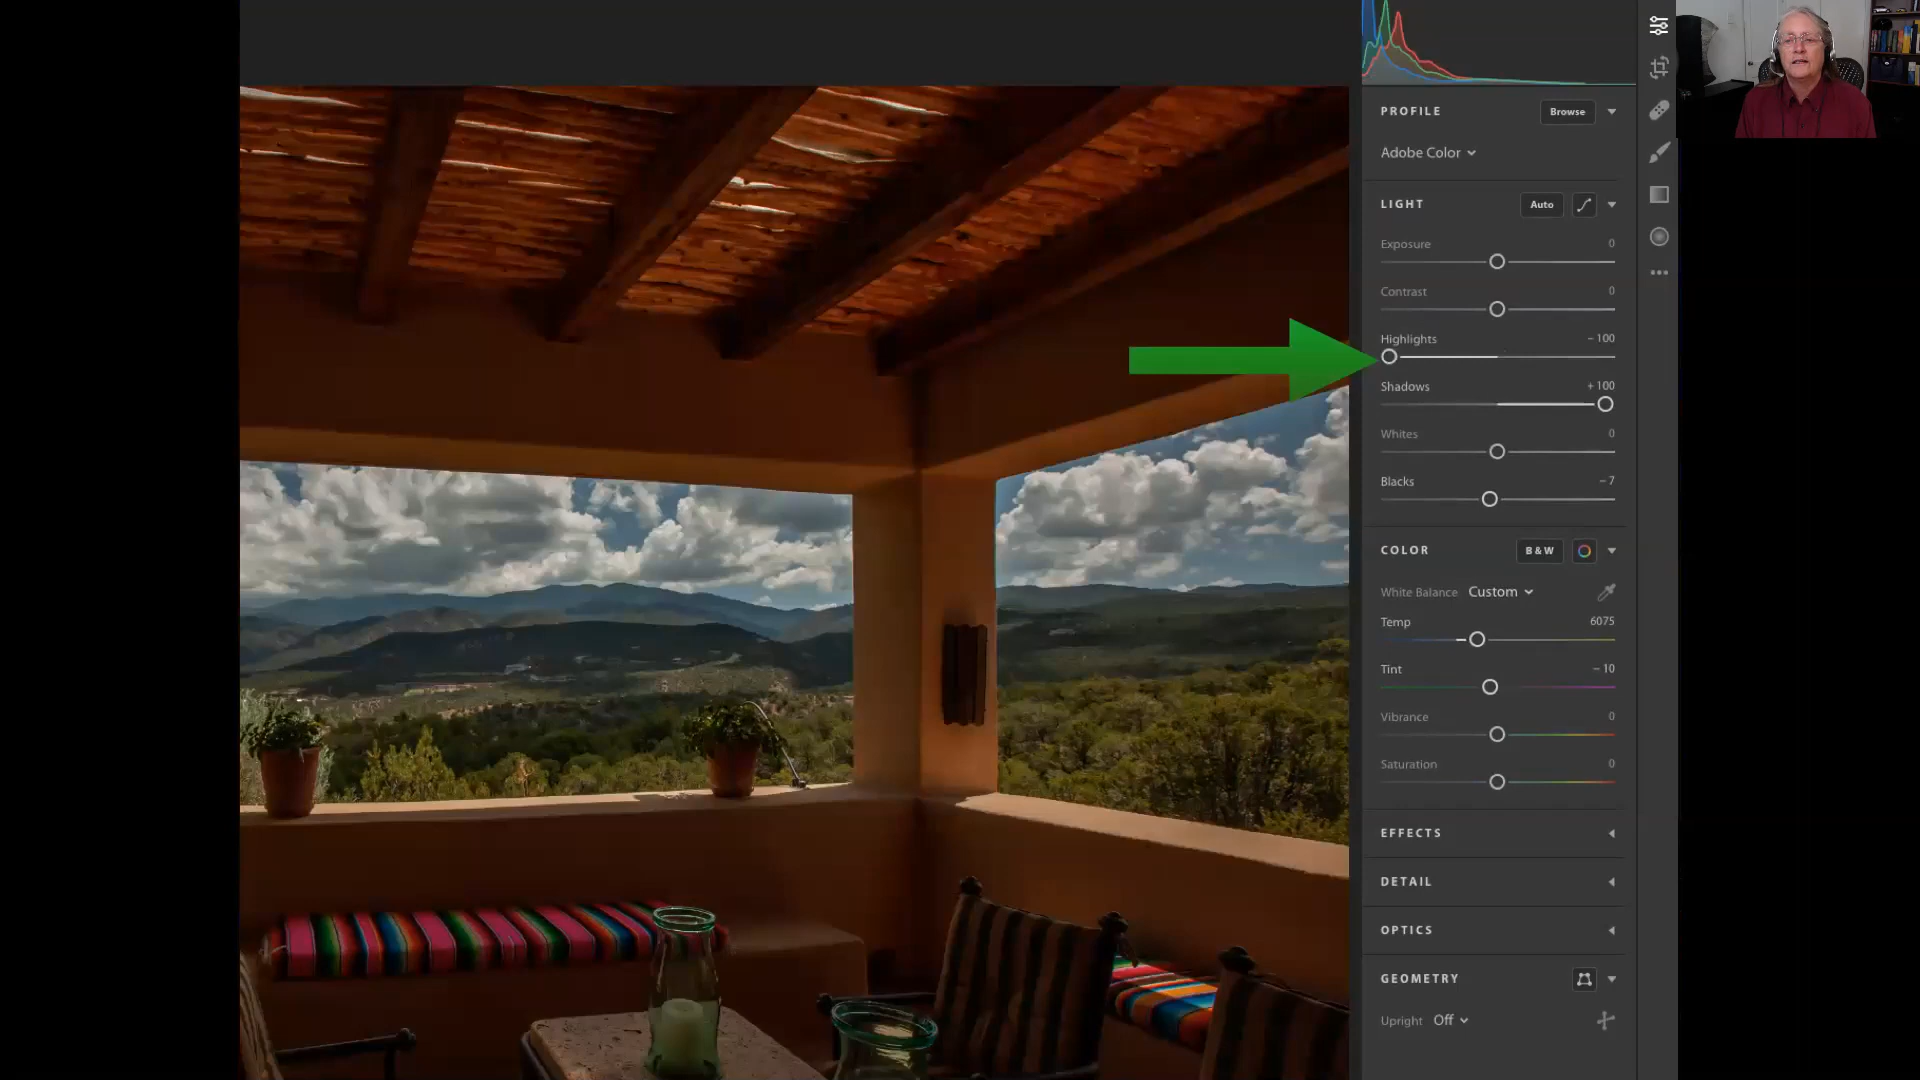 PROFILE Browse
Adobe Color
LIGHT Auto
Exposure 0
Contrast 0
Highlights – 100
Shadows + 100
Whites 0
Blacks – 7
COLOR B & W
White Balance Custom
Temp 6075
Tint – 10
Vibrance 0
Saturation 0
EFFECTS
DETAIL
OPTICS
GEOMETRY
Upright Off